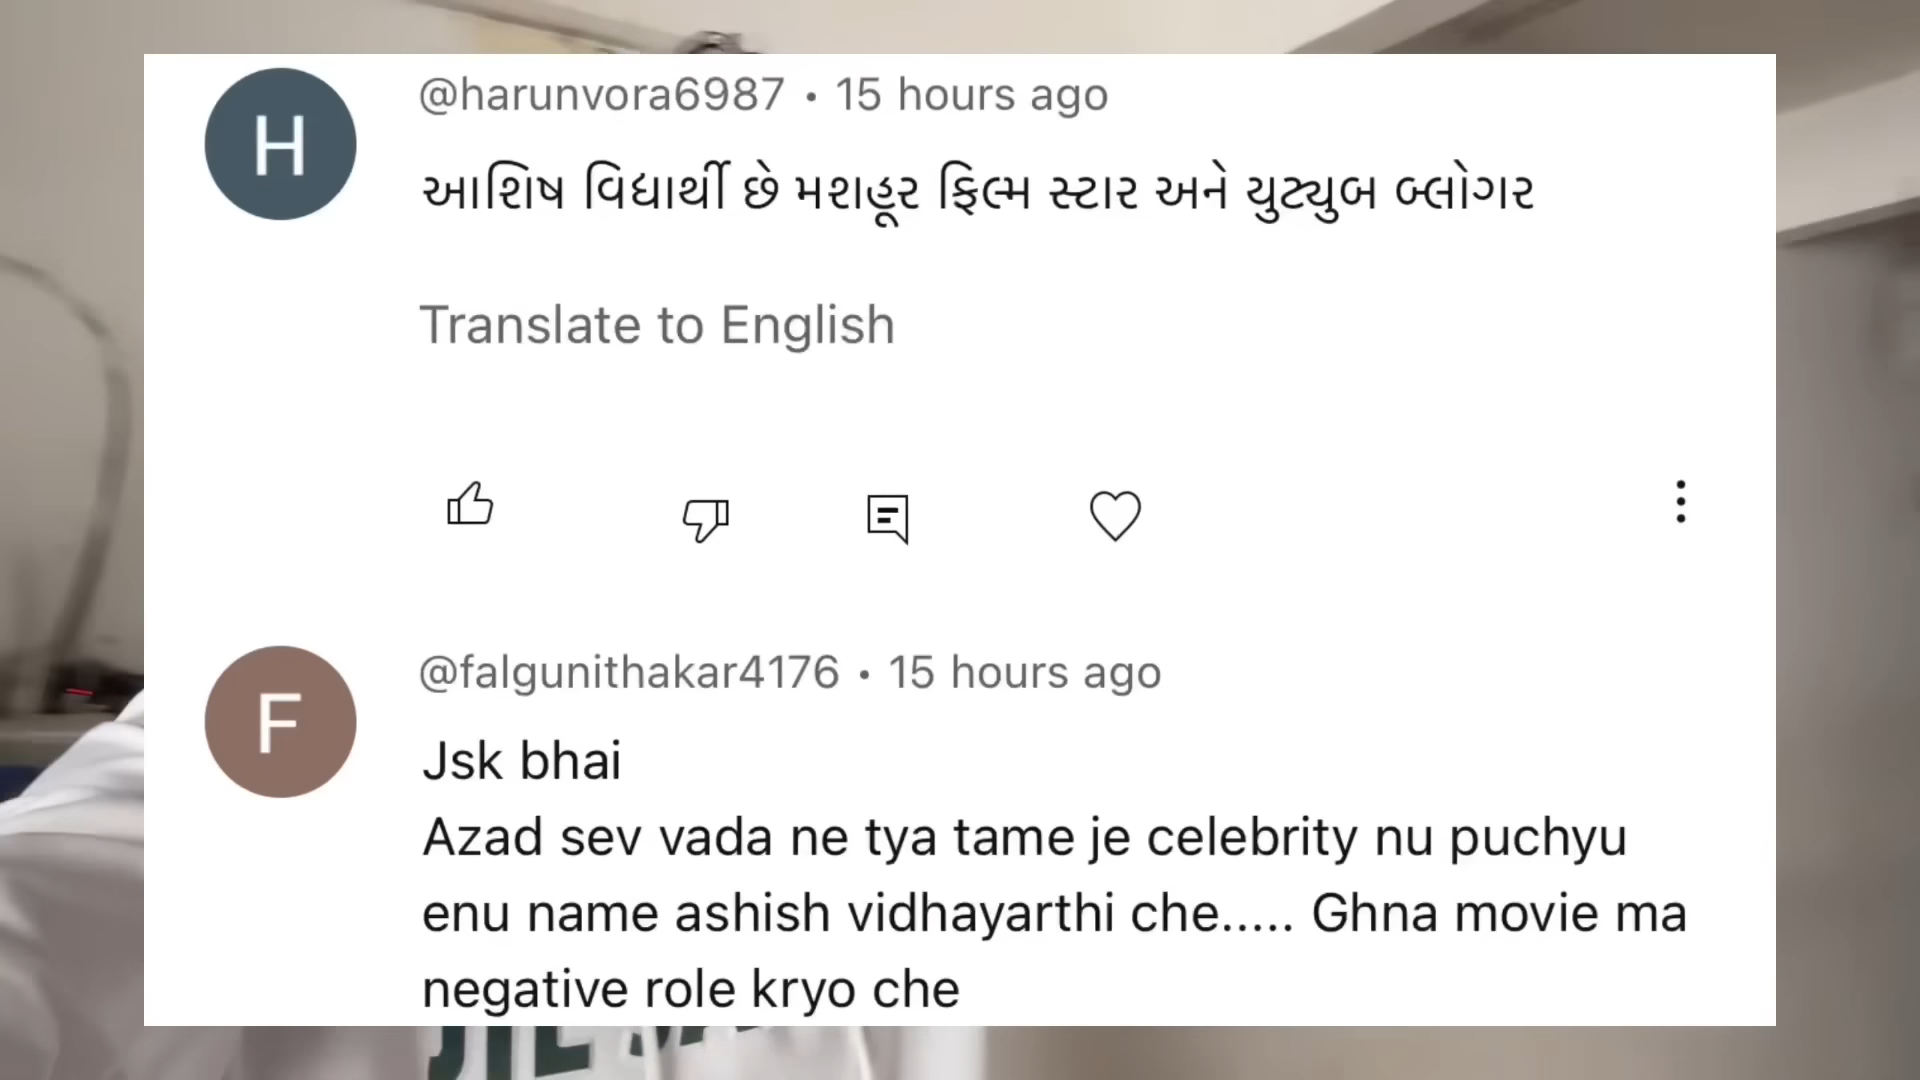 H
@harunvora6987 • 15 hours ago
આશિષ વિદ્યાર્થી છે મશહૂર ફિલ્મ સ્ટાર અને યુટ્યુબ બ્લોગર
Translate to English
F
@falgunithakar4176 • 15 hours ago
Jsk bhai
Azad sev vada ne tya tame je celebrity nu puchyu
enu name ashish vidhayarthi che..... Ghna movie ma
negative role kryo che